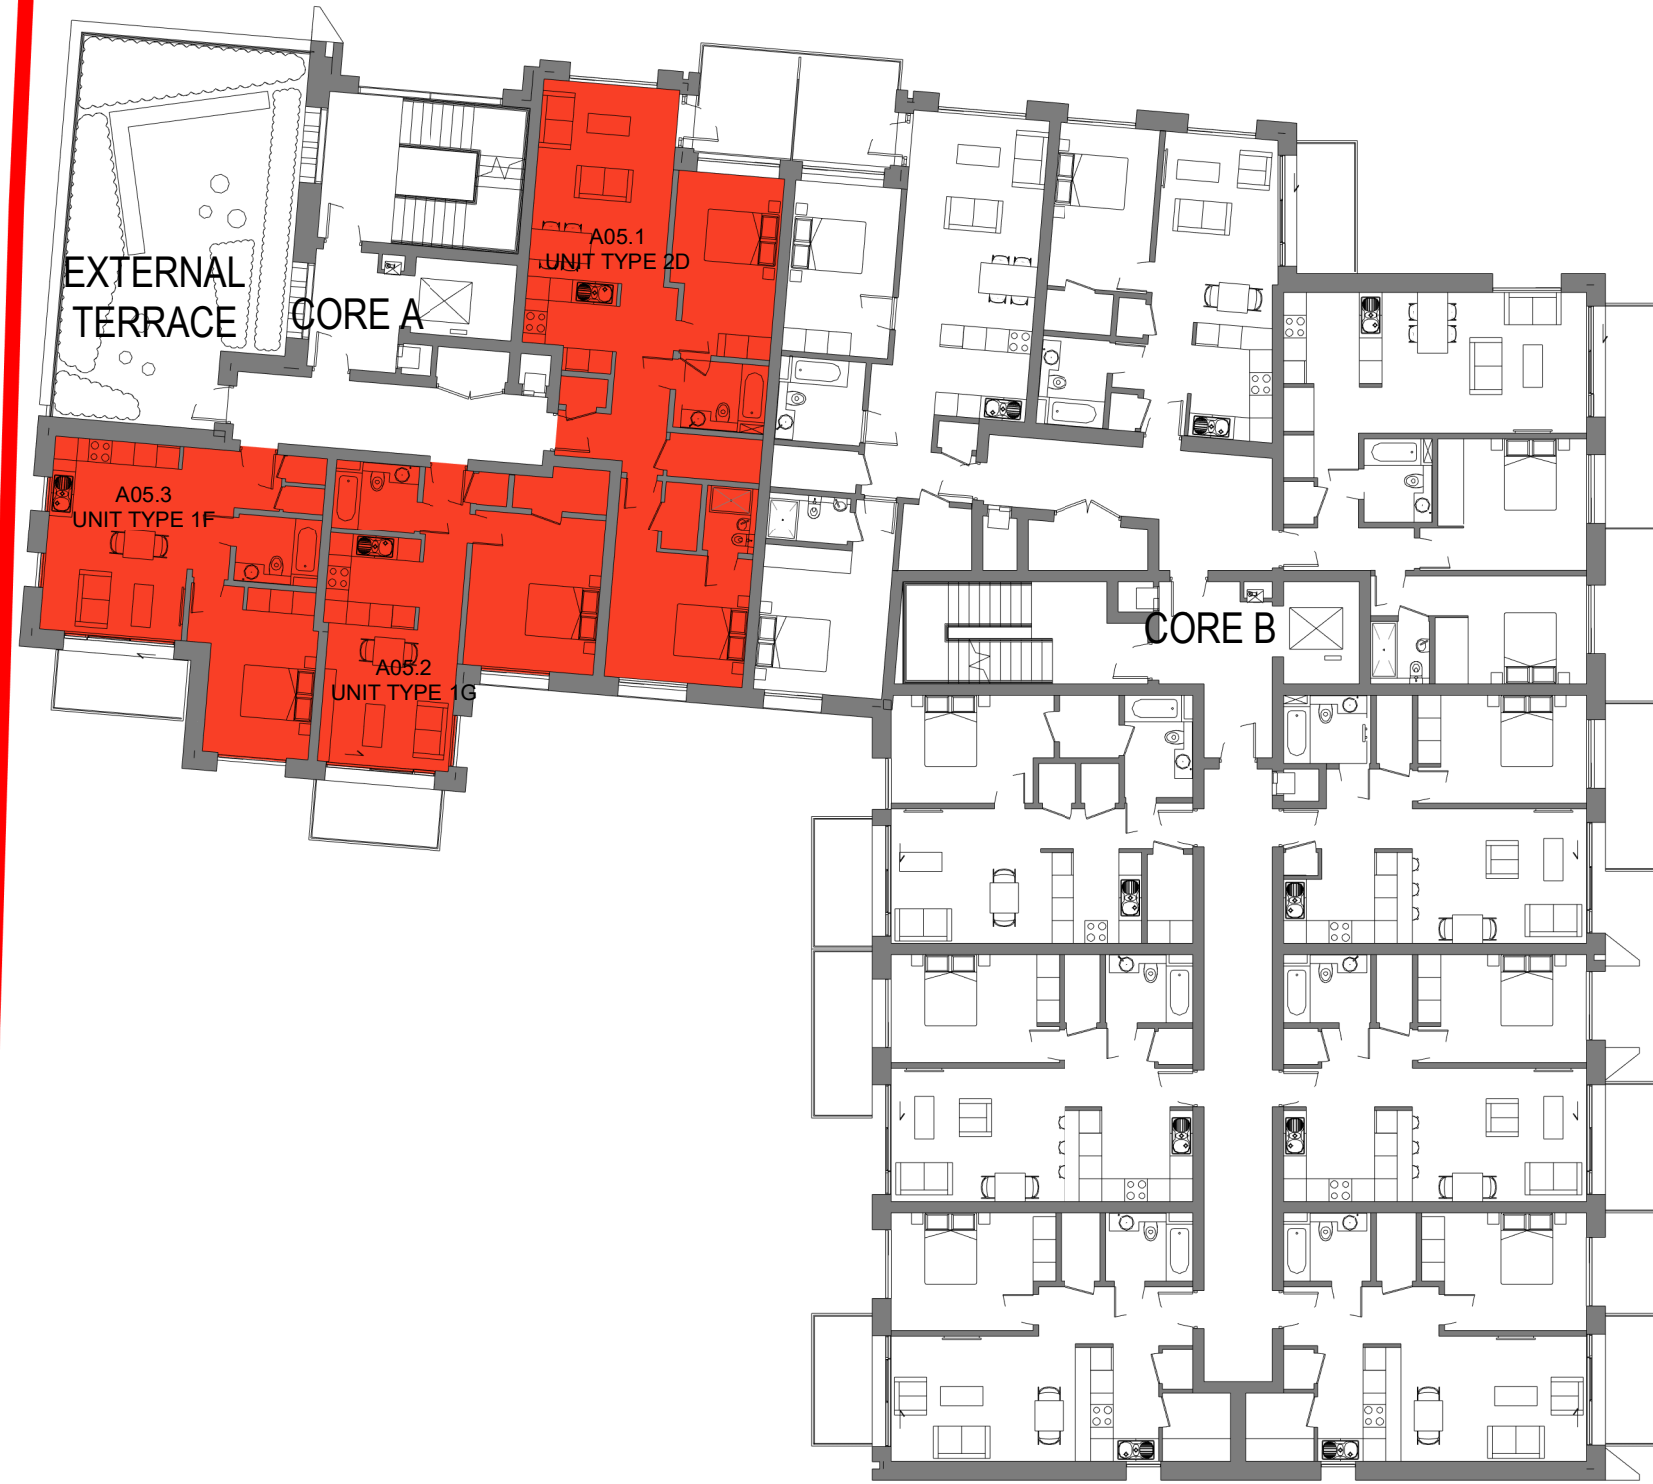 A05.1
UNIT TYPE 2D
EXTERNAL
TERRACE
CORE A
A05.3
UNIT TYPE 1F
CORE B
A05.2
UNIT TYPE 1G